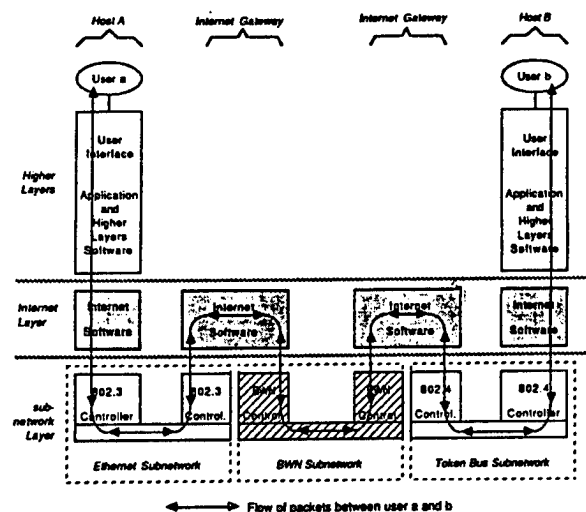 Host A
Internet Gateway
Internet Gateway
Host B
User a
User b
Higher Layers
User Interface
Application and Higher Layers Software
User Interface
Application and Higher Layers Software
Internet Layer
Internet Software
Internet Software
Internet Software
Internet Software
sub-network Layer
802.3 Controller
802.3 Control.
BWN Control.
BWN Control.
802.4 Control.
802.4 Controller
Ethernet Subnetwork
BWN Subnetwork
Token Bus Subnetwork
Flow of packets between user a and b